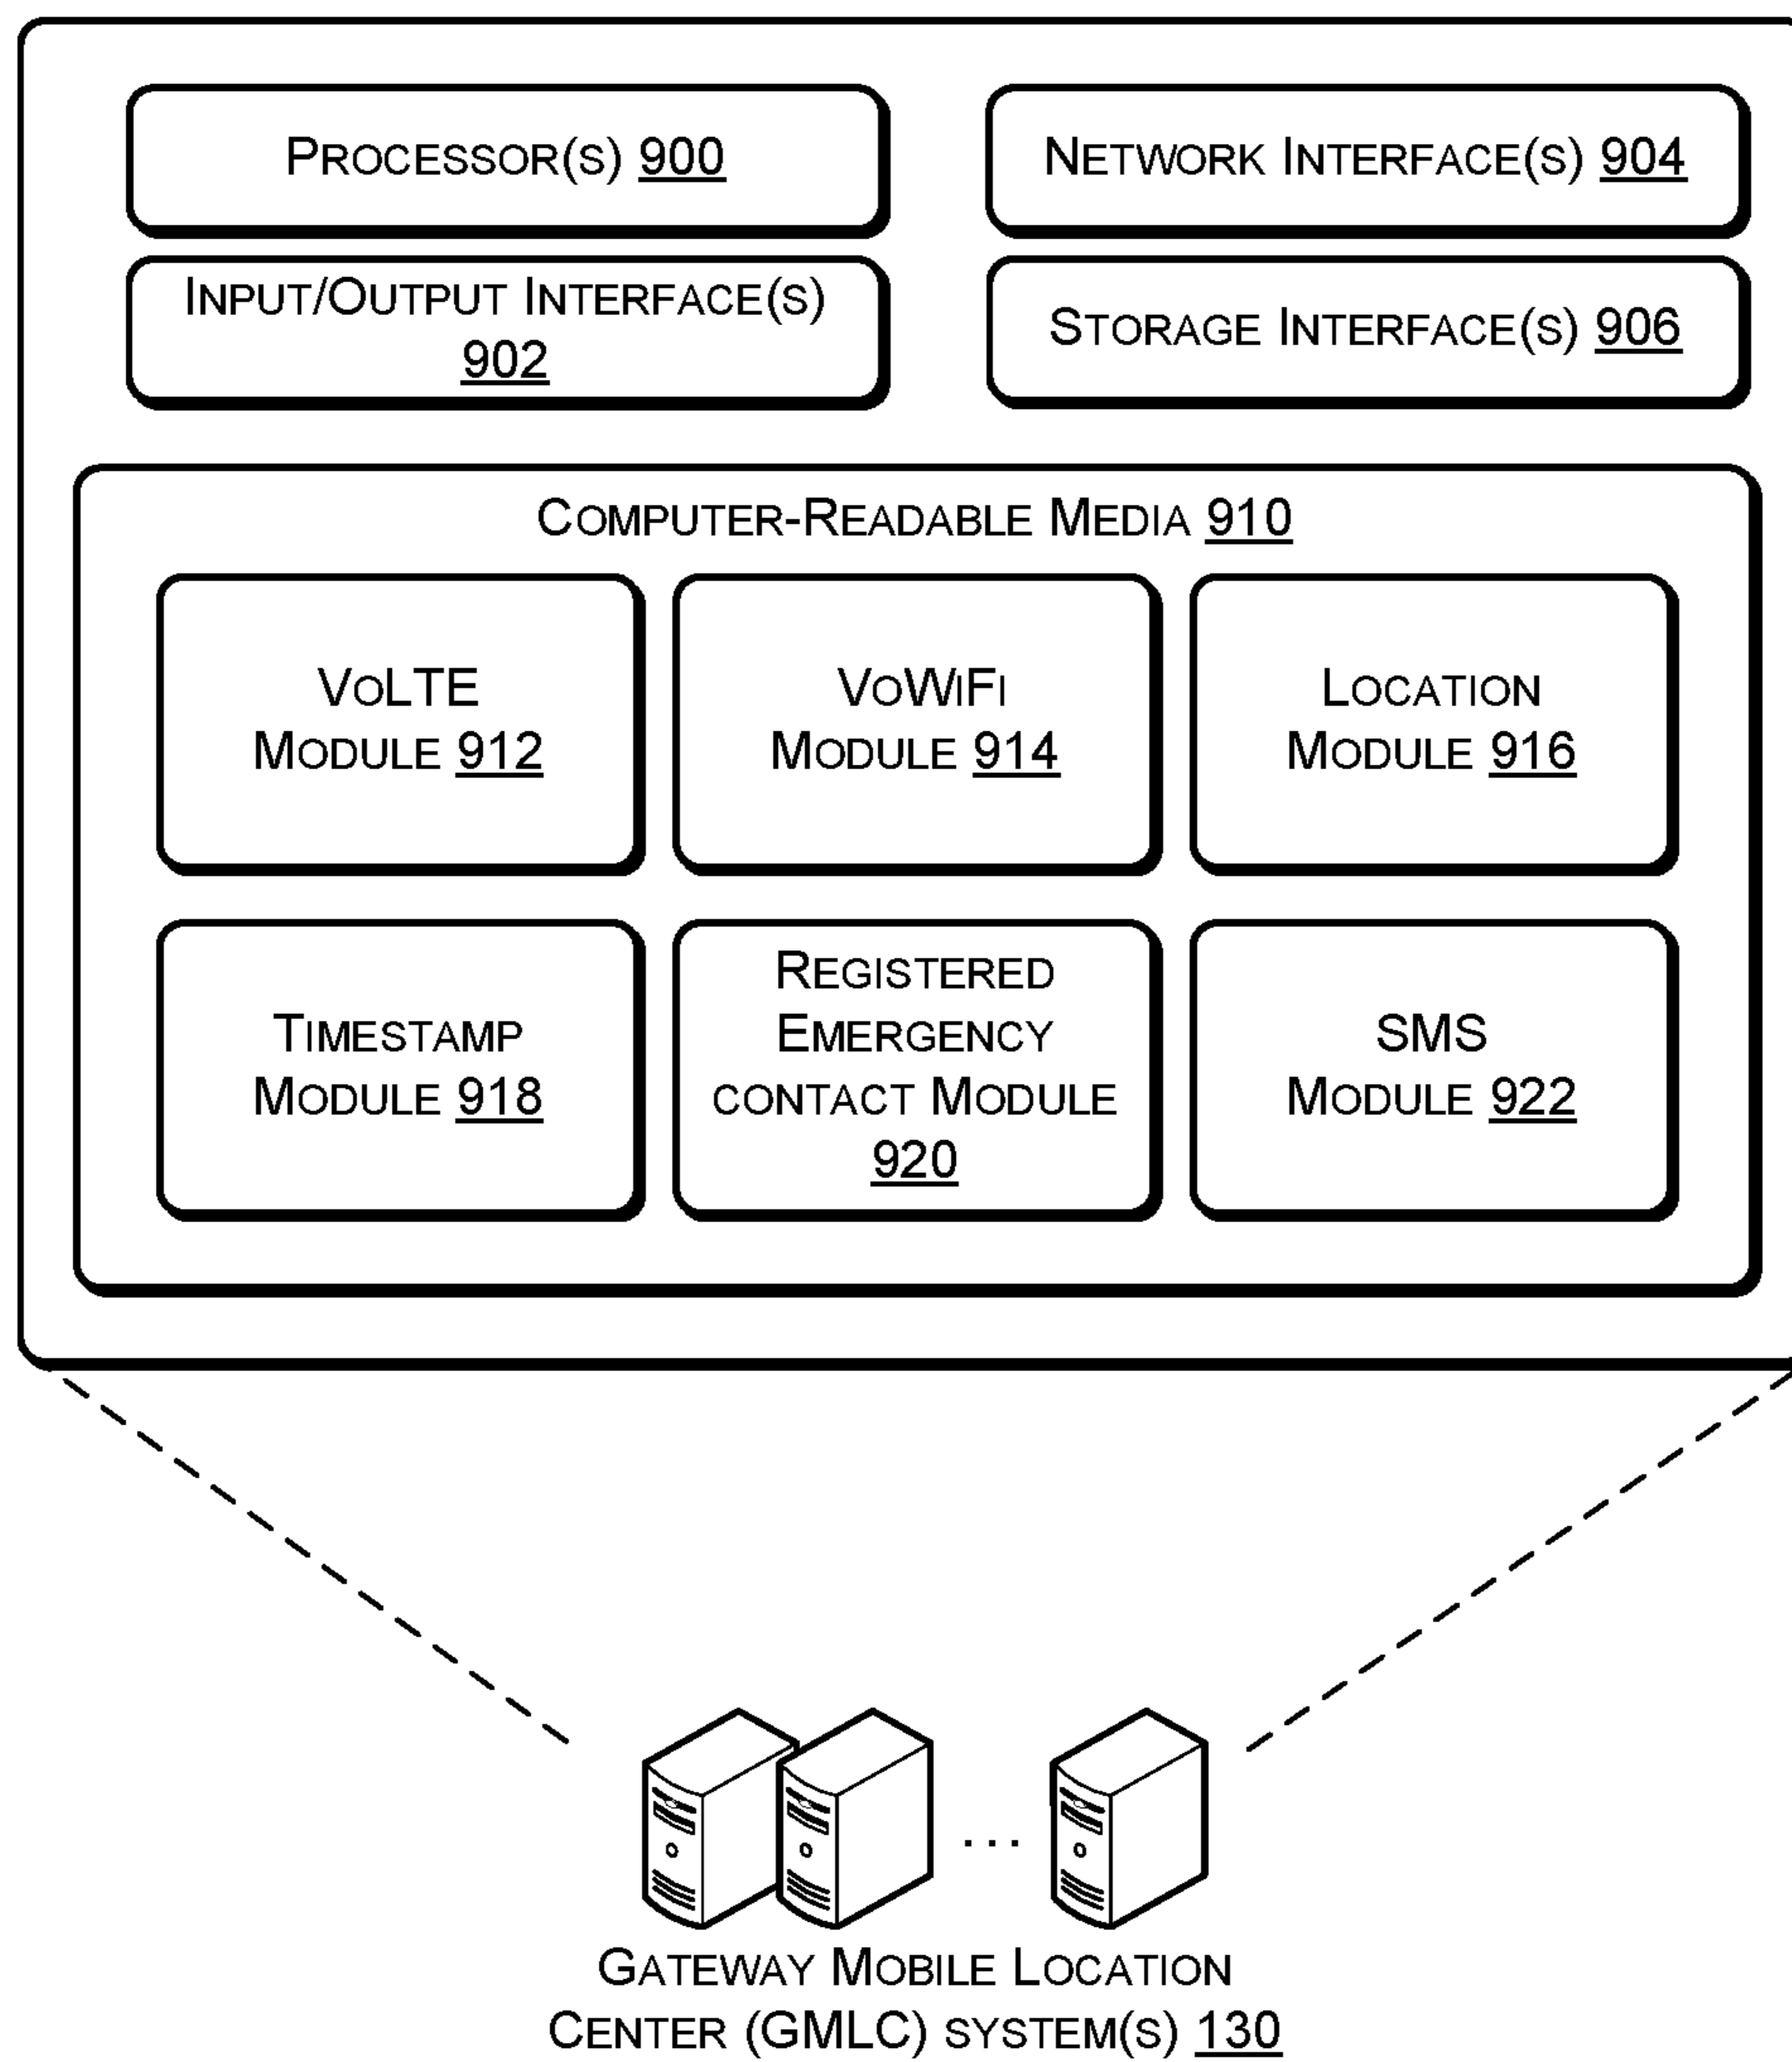 Processor(s) 900
Network Interface(s) 904
Input/Output Interface(s)
902
Storage Interface(s) 906
Computer-Readable Media 910
VoLTE
Module 912
VoWiFi
Module 914
Location
Module 916
Timestamp
Module 918
Registered
Emergency
contact Module
920
SMS
Module 922
...
Gateway Mobile Location
Center (GMLC) system(s) 130